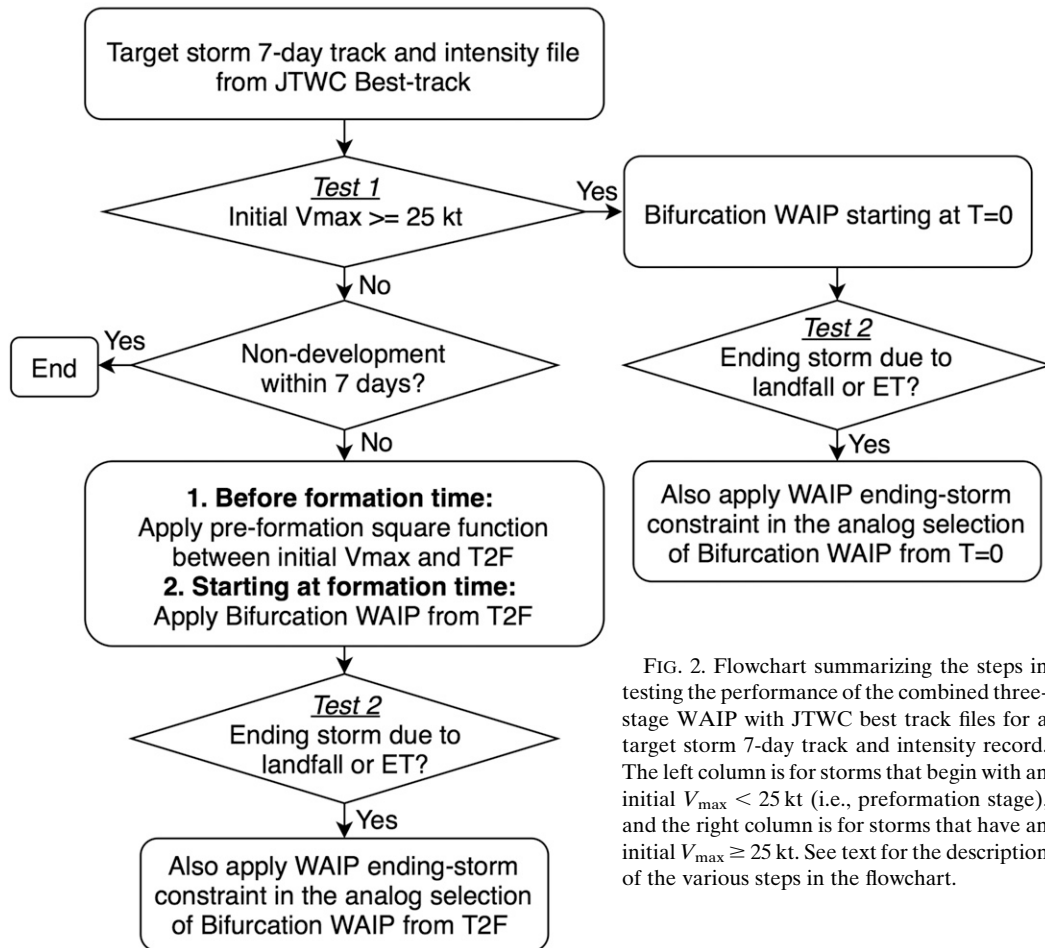 Target storm 7-day track and intensity file
from JTWC Best-track
Test 1
Initial Vmax >= 25 kt
Yes
Bifurcation WAIP starting at T=0
No
Test 2
Ending storm due to
landfall or ET?
Yes
Also apply WAIP ending-storm
constraint in the analog selection
of Bifurcation WAIP from T=0
Non-development
within 7 days?
Yes
End
No
1. Before formation time:
Apply pre-formation square function
between initial Vmax and T2F
2. Starting at formation time:
Apply Bifurcation WAIP from T2F
Test 2
Ending storm due to
landfall or ET?
Yes
Also apply WAIP ending-storm
constraint in the analog selection
of Bifurcation WAIP from T2F
FIG. 2. Flowchart summarizing the steps in
testing the performance of the combined three-
stage WAIP with JTWC best track files for a
target storm 7-day track and intensity record.
The left column is for storms that begin with an
initial Vmax < 25 kt (i.e., preformation stage),
and the right column is for storms that have an
initial Vmax ≥ 25 kt. See text for the description
of the various steps in the flowchart.